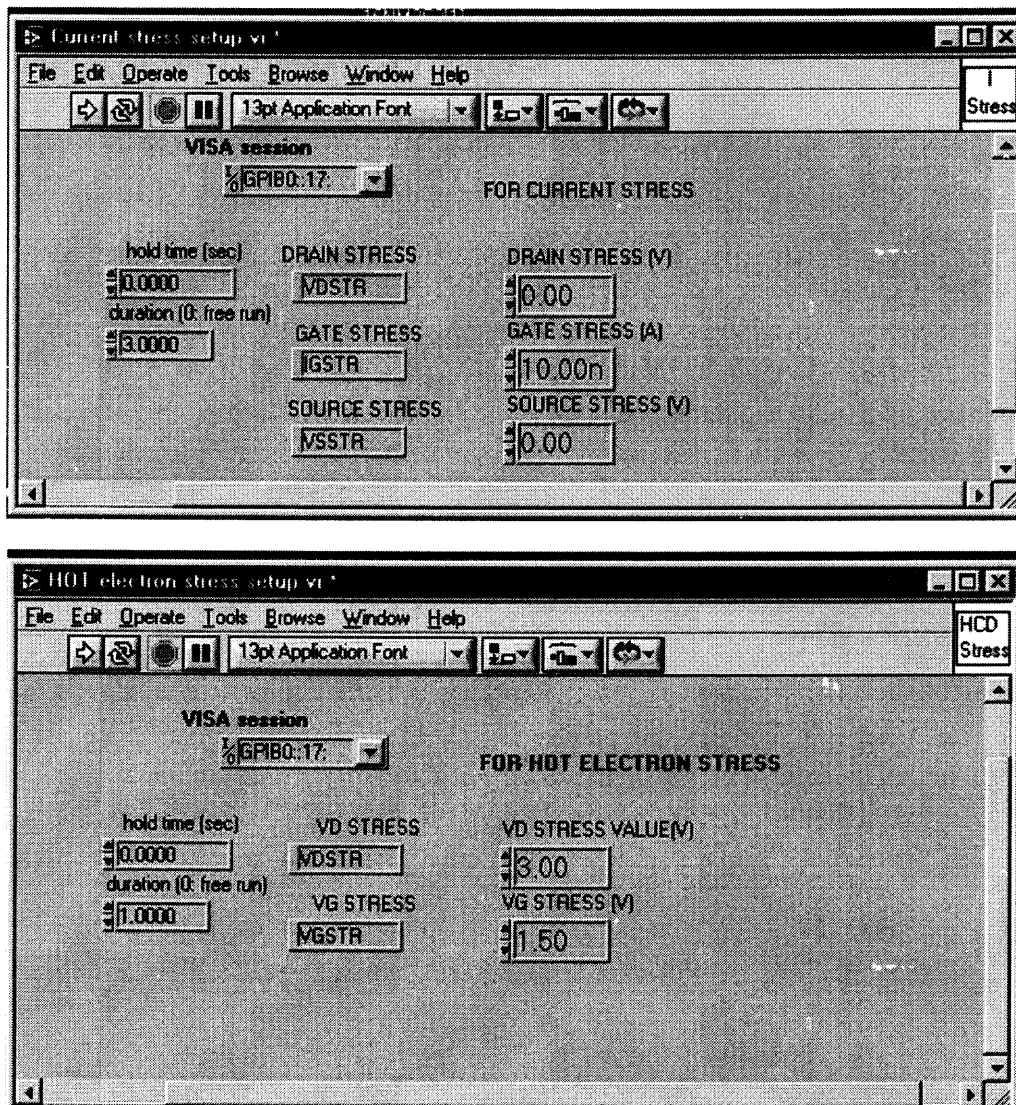 Current stress setup.vi *
File Edit Operate Tools Browse Window Help
13pt Application Font
I
Stress
VISA session
I/O GPIB0::17:
FOR CURRENT STRESS
hold time (sec) DRAIN STRESS DRAIN STRESS (V)
0.0000 VDSTR 0.00
duration (0: free run) GATE STRESS GATE STRESS (A)
3.0000 IGSTR 10.00n
SOURCE STRESS SOURCE STRESS (V)
VSSTR 0.00
HOT electron stress setup.vi *
File Edit Operate Tools Browse Window Help
13pt Application Font
HCD
Stress
VISA session
I/O GPIB0::17:
FOR HOT ELECTRON STRESS
hold time (sec) VD STRESS VD STRESS VALUE(V)
0.0000 VDSTR 3.00
duration (0: free run) VG STRESS VG STRESS (V)
1.0000 VGSTR 1.50